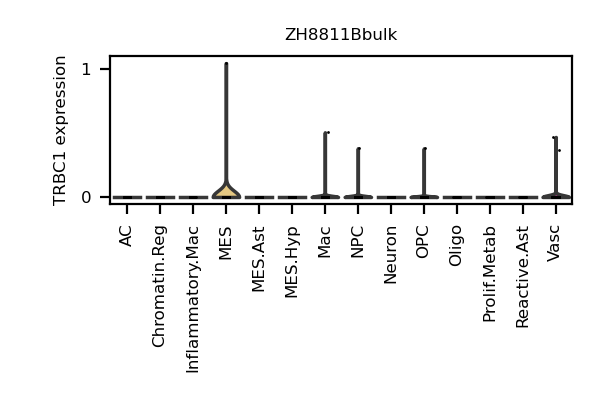 ZH8811Bbulk
TRBC1 expression
1
0
AC
Chromatin.Reg
Inflammatory.Mac
MES
MES.Ast
MES.Hyp
Mac
NPC
Neuron
OPC
Oligo
Prolif.Metab
Reactive.Ast
Vasc